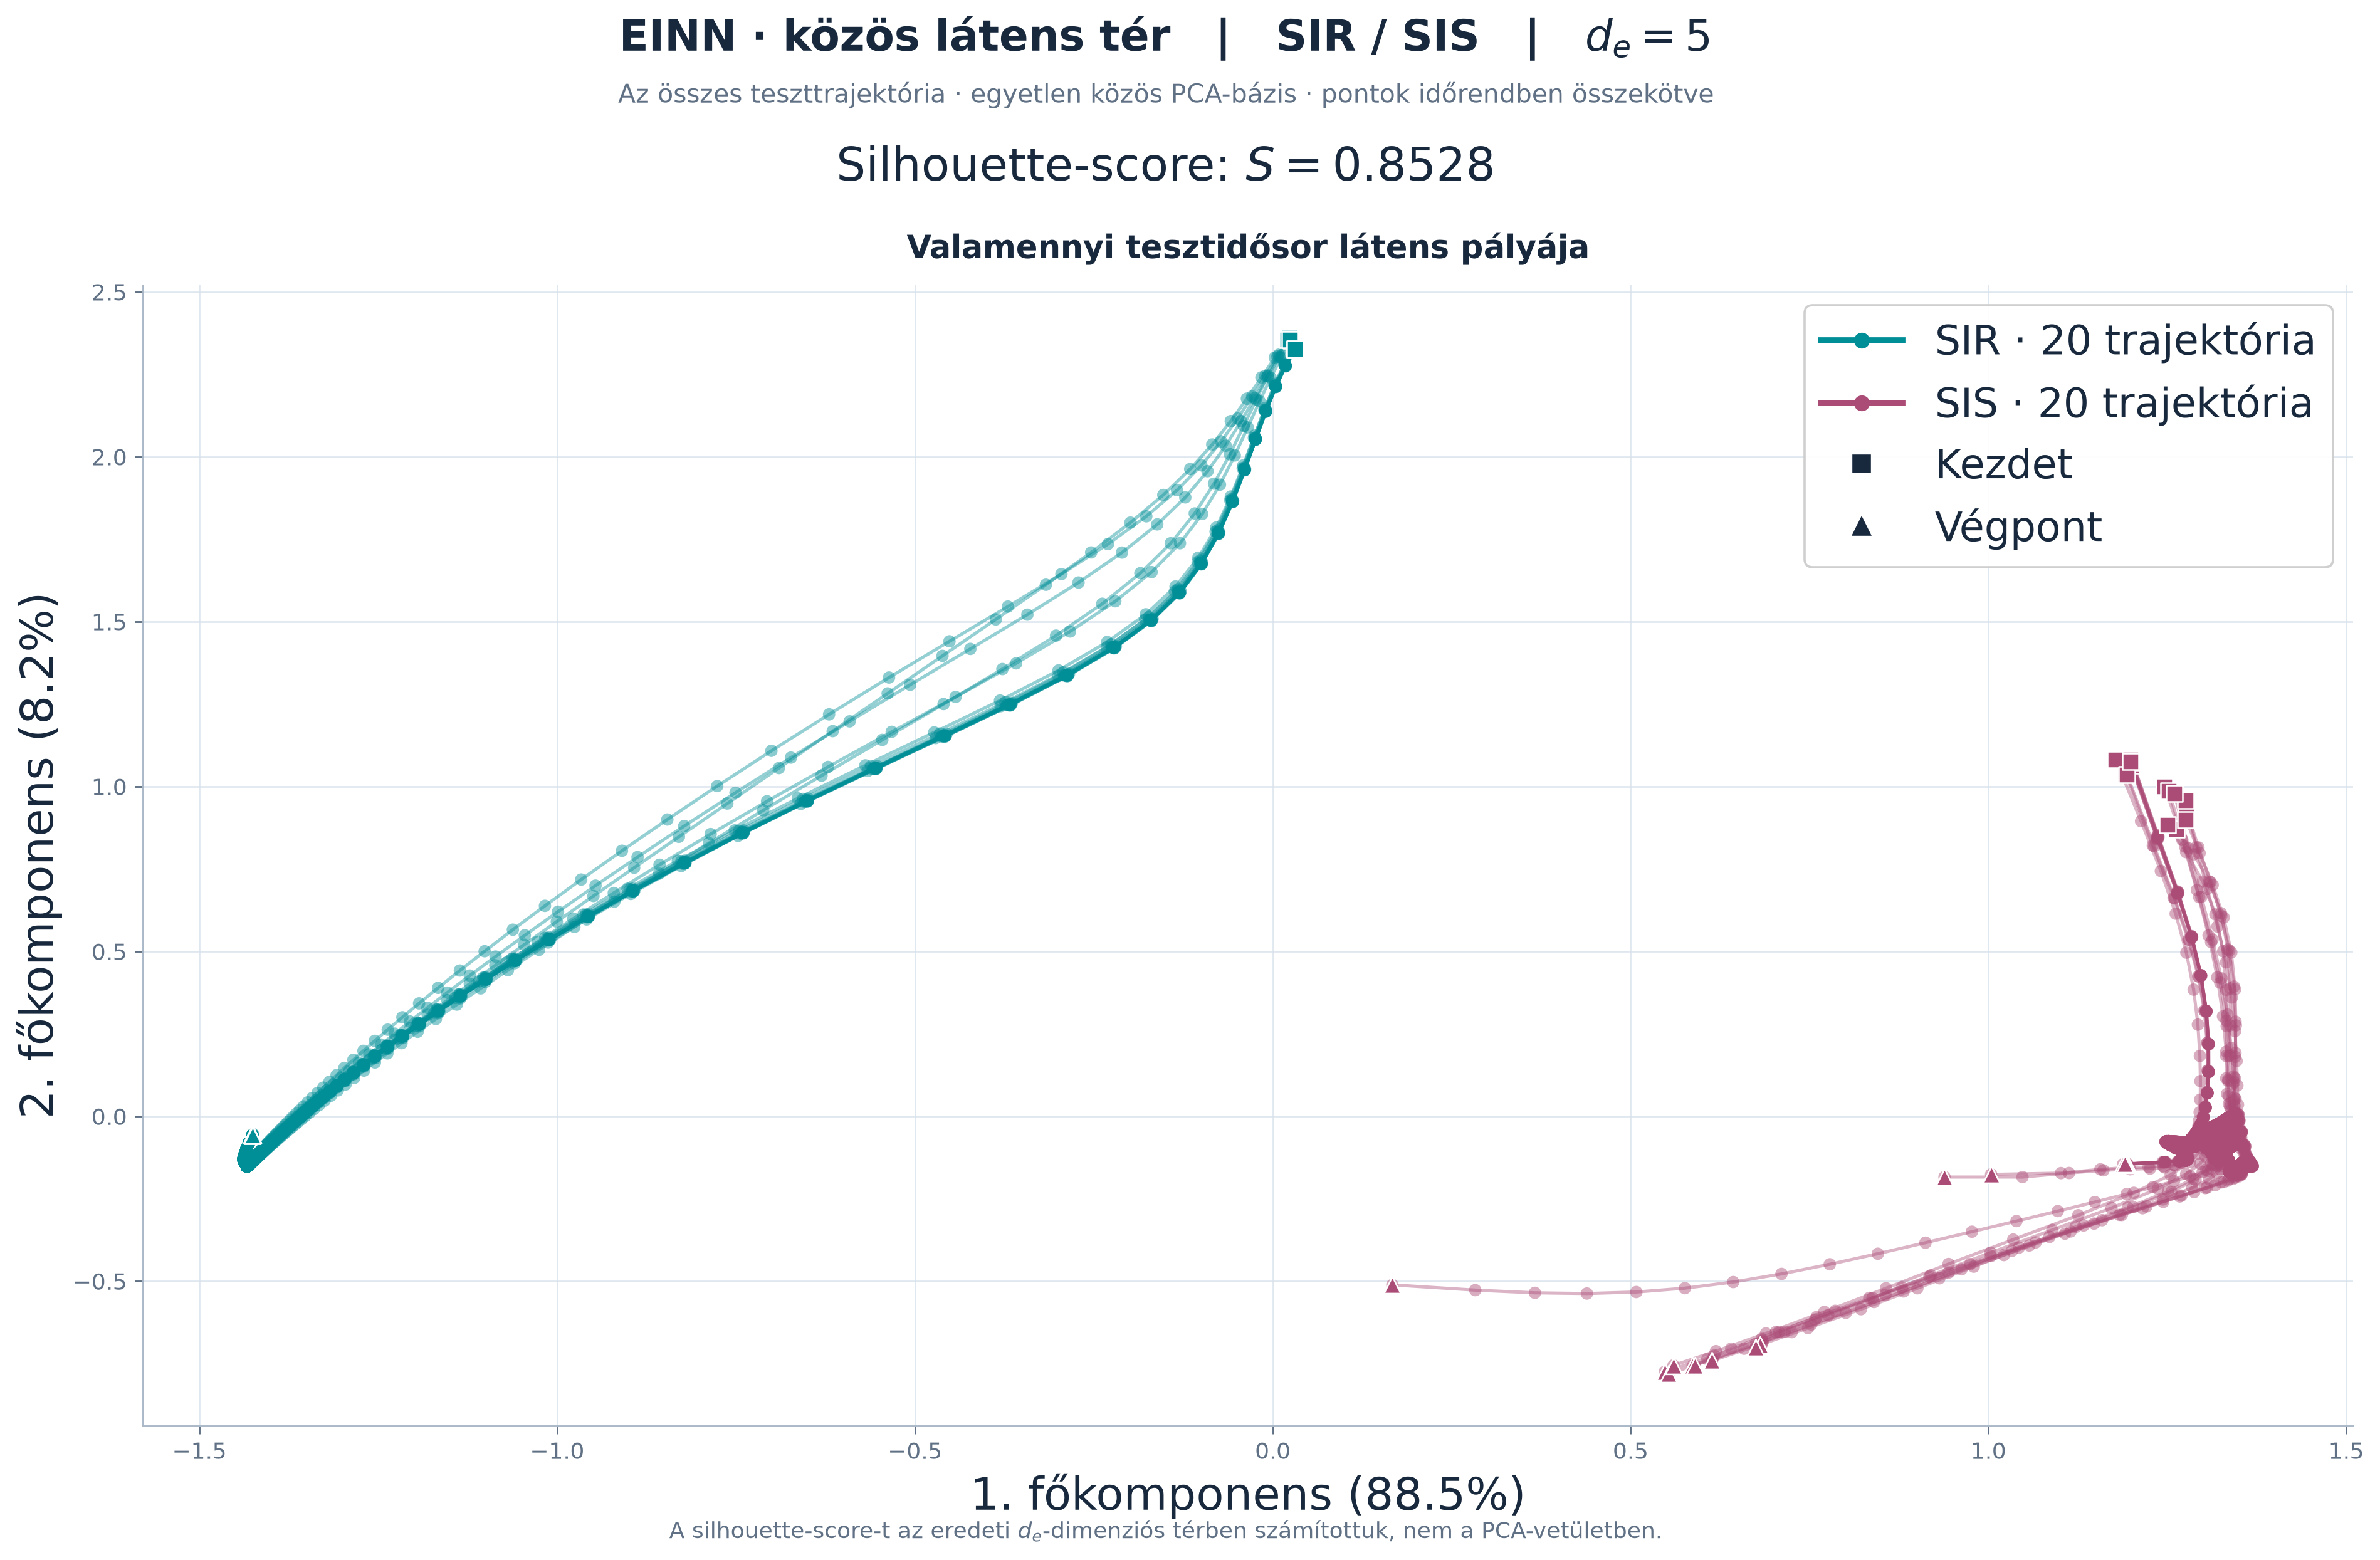 EINN · közös látens tér | SIR / SIS | d_e = 5
Az összes teszttrajektória · egyetlen közös PCA-bázis · pontok időrendben összekötve
Silhouette-score: S = 0.8528
Valamennyi tesztidősor látens pályája
2.5
2.0
1.5
1.0
0.5
0.0
−0.5
2. főkomponens (8.2%)
SIR · 20 trajektória
SIS · 20 trajektória
Kezdet
Végpont
−1.5 −1.0 −0.5 0.0 0.5 1.0 1.5
1. főkomponens (88.5%)
A silhouette-score-t az eredeti d_e-dimenziós térben számítottuk, nem a PCA-vetületben.